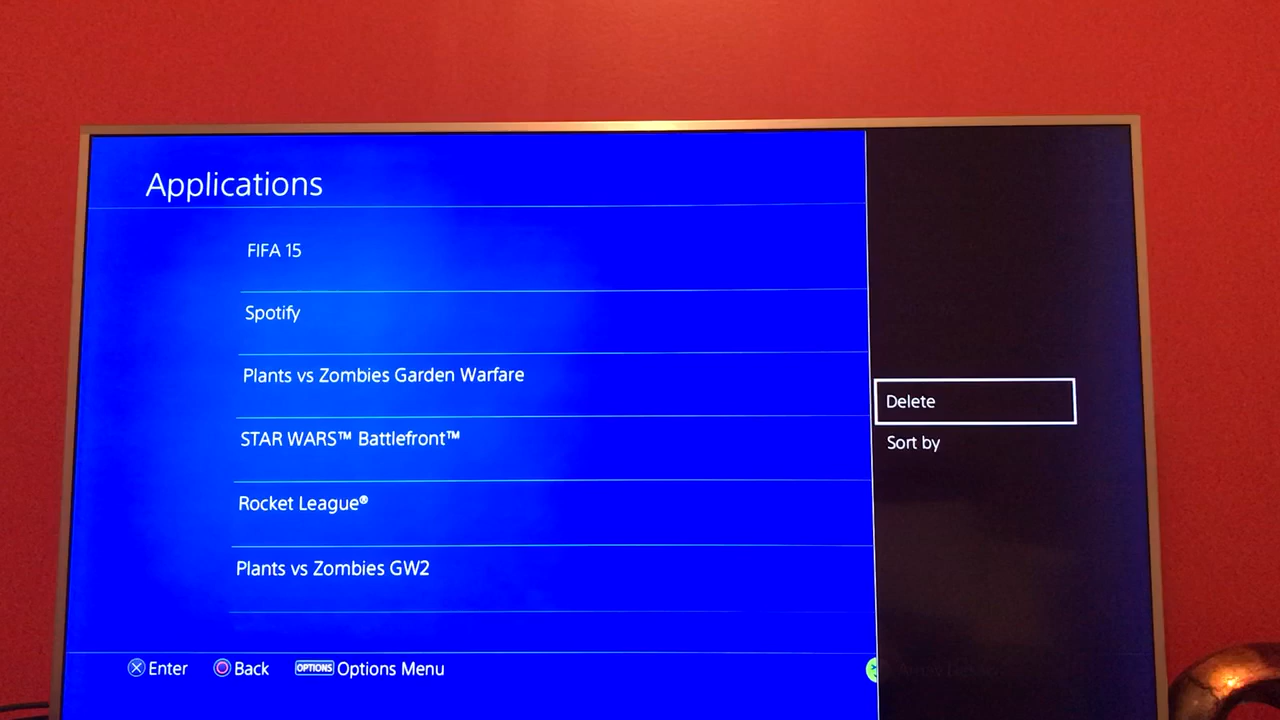 Applications
FIFA 15
Spotify
Plants vs Zombies Garden Warfare
STAR WARS™ Battlefront™
Rocket League®
Plants vs Zombies GW2
Delete
Sort by
Enter Back OPTIONS Options Menu